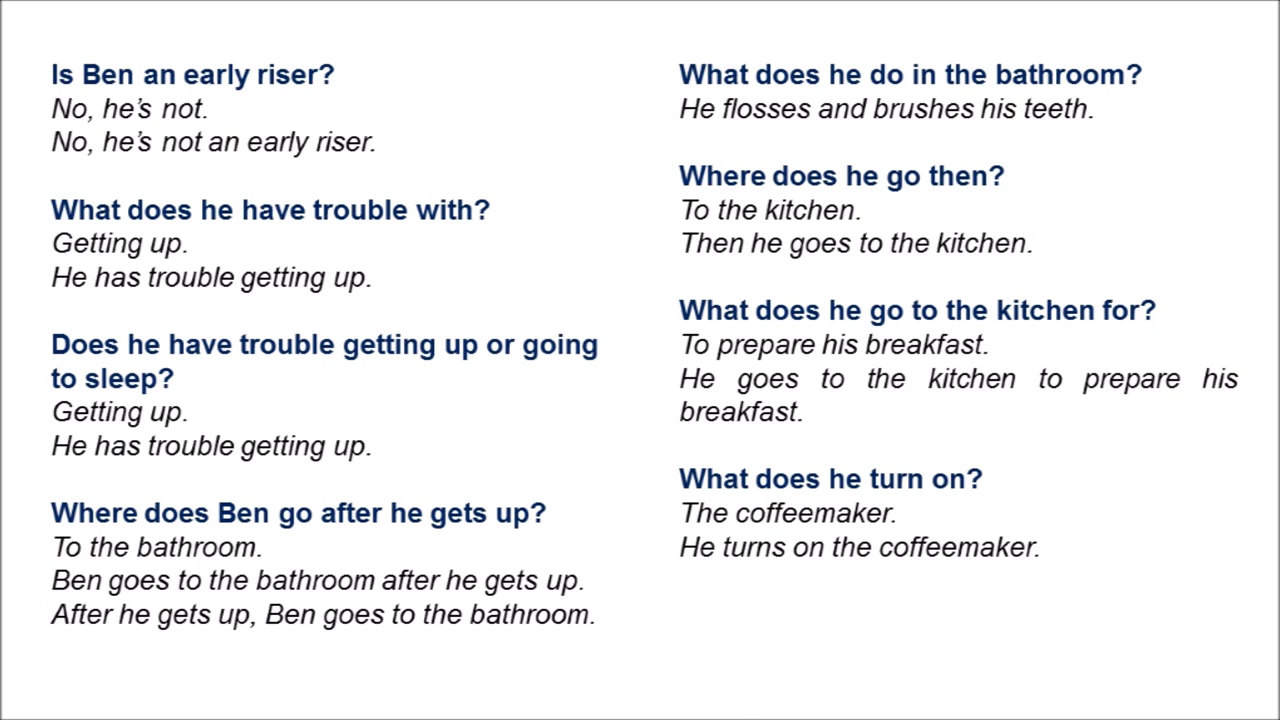 Is Ben an early riser?
No, he's not.
No, he's not an early riser.
What does he have trouble with?
Getting up.
He has trouble getting up.
Does he have trouble getting up or going
to sleep?
Getting up.
He has trouble getting up.
Where does Ben go after he gets up?
To the bathroom.
Ben goes to the bathroom after he gets up.
After he gets up, Ben goes to the bathroom.
What does he do in the bathroom?
He flosses and brushes his teeth.
Where does he go then?
To the kitchen.
Then he goes to the kitchen.
What does he go to the kitchen for?
To prepare his breakfast.
He goes to the kitchen to prepare his
breakfast.
What does he turn on?
The coffeemaker.
He turns on the coffeemaker.